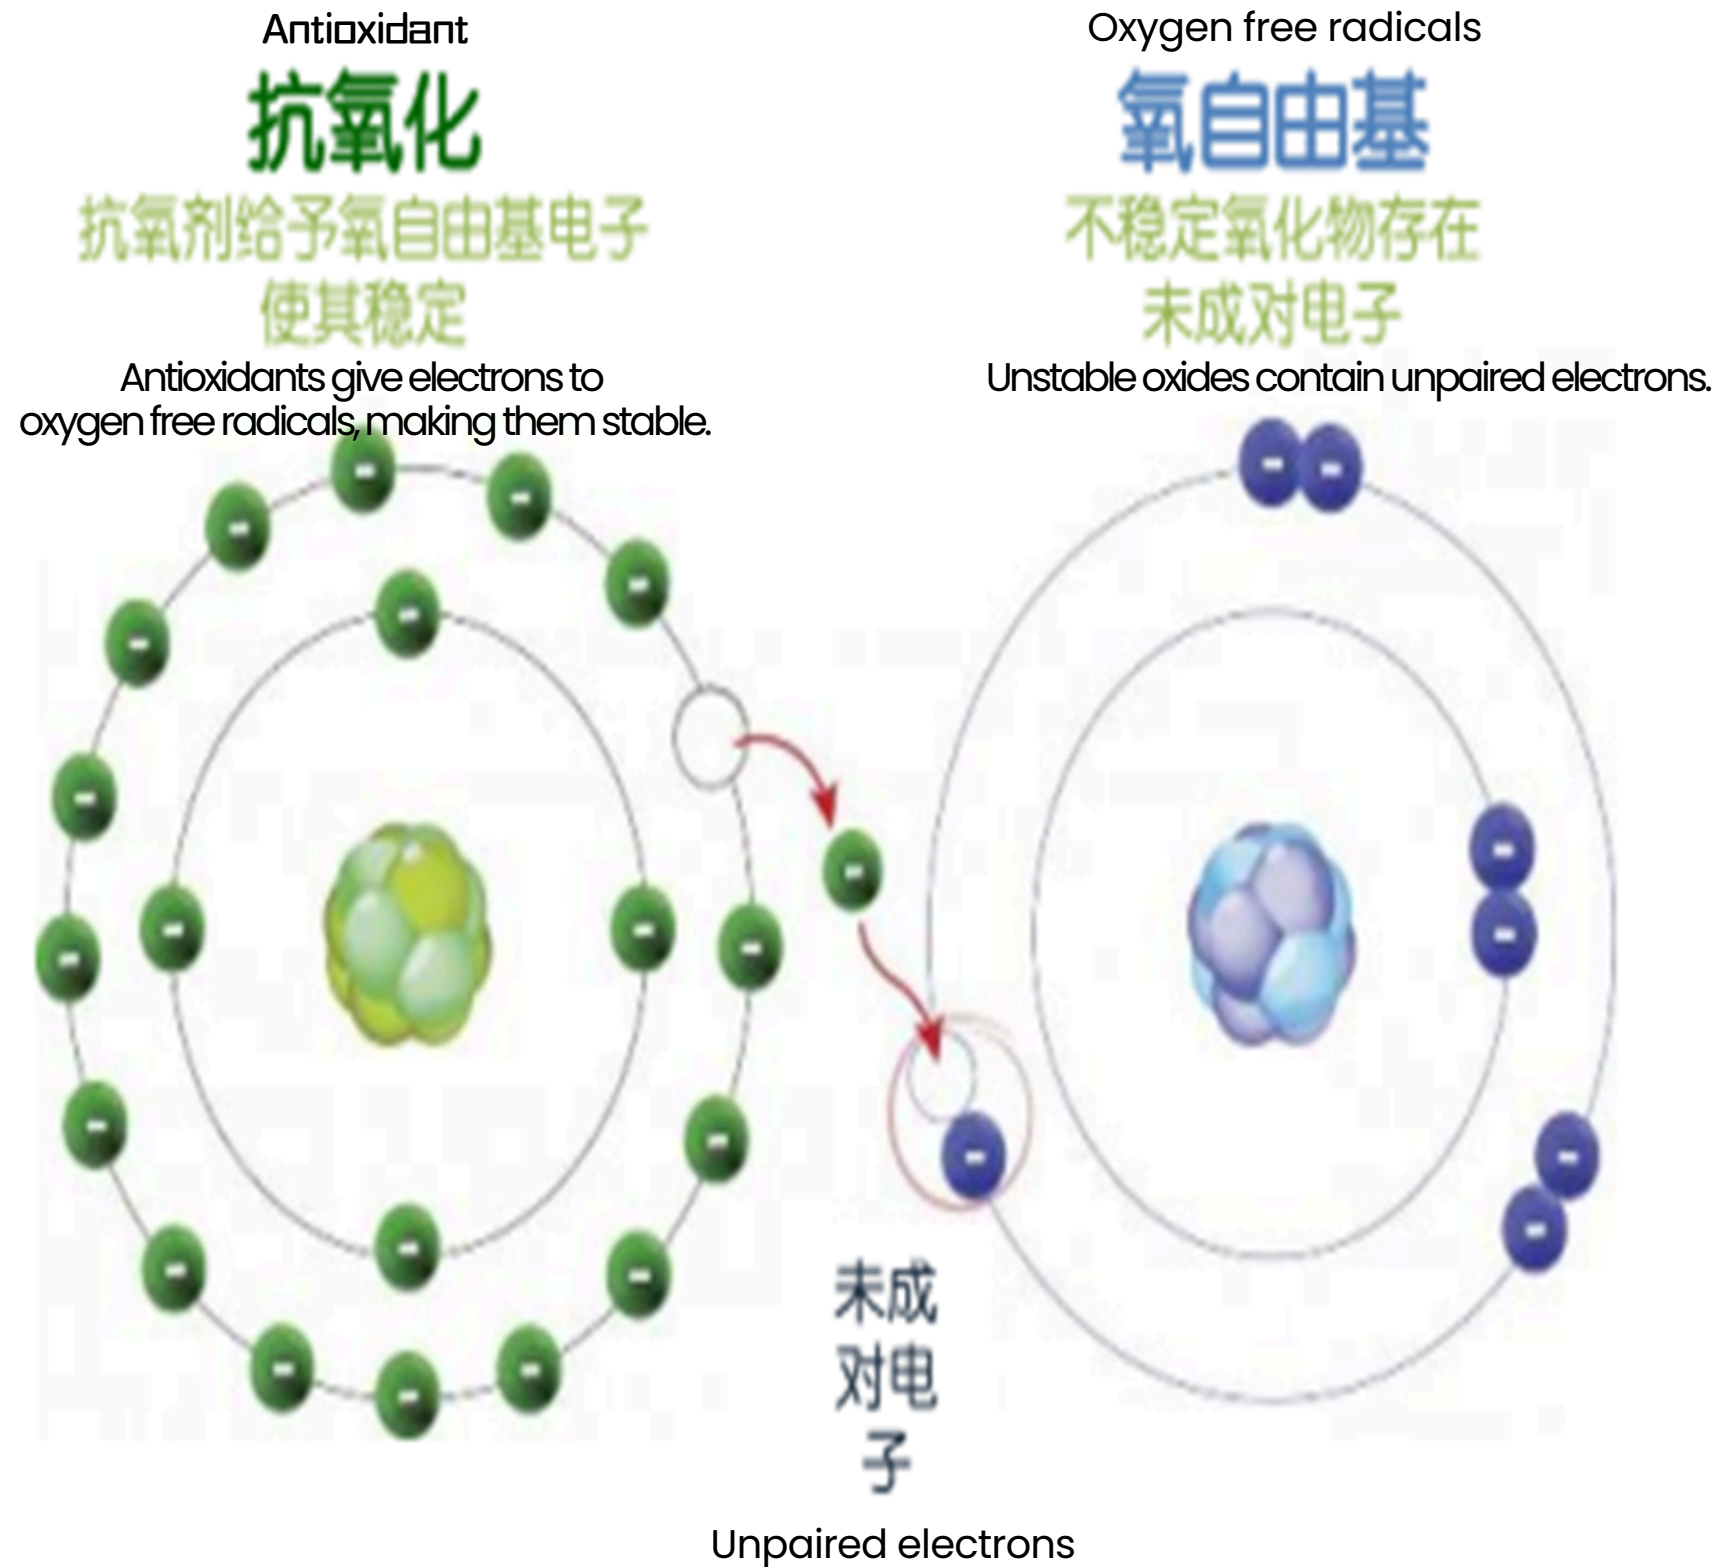 Antioxidant
抗氧化
抗氧剂给予氧自由基电子
使其稳定
Antioxidants give electrons to
oxygen free radicals, making them stable.
Oxygen free radicals
氧自由基
不稳定氧化物存在
未成对电子
Unstable oxides contain unpaired electrons.
未成
对电
子
Unpaired electrons